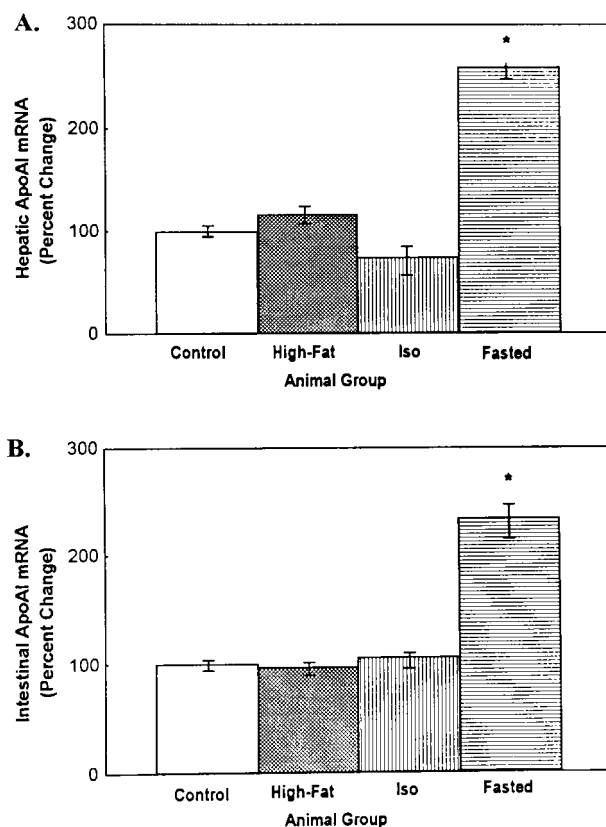 A.
Hepatic ApoAI mRNA
(Percent Change)
300
200
100
0
*
Control High-Fat Iso Fasted
Animal Group
B.
Intestinal ApoAI mRNA
(Percent Change)
300
200
100
0
*
Control High-Fat Iso Fasted
Animal Group